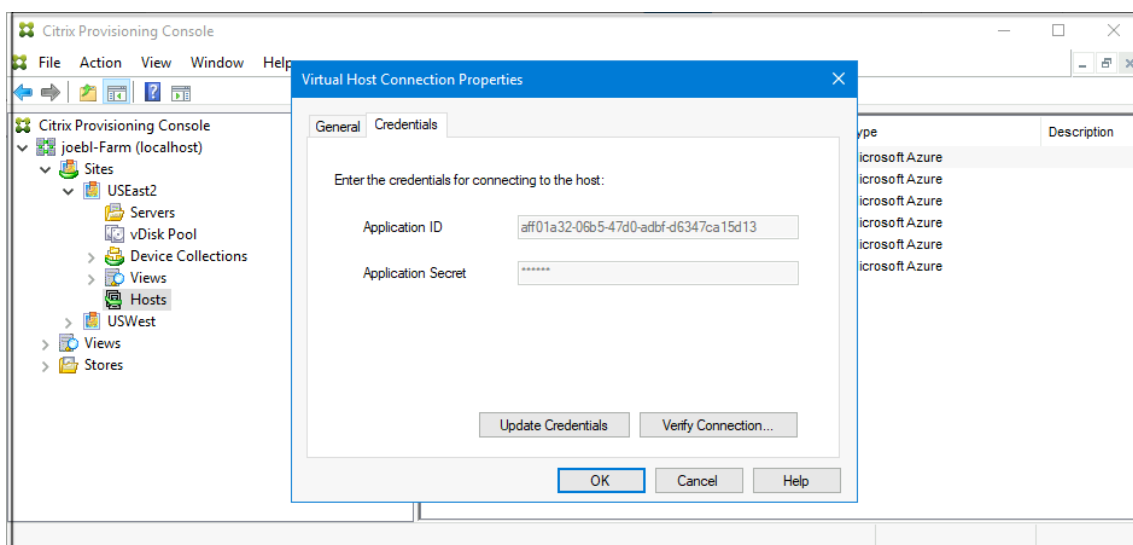 Citrix Provisioning Console
File Action View Window Help
Virtual Host Connection Properties
Citrix Provisioning Console
joebl-Farm (localhost)
Sites
USEast2
Servers
vDisk Pool
Device Collections
Views
Hosts
USWest
Views
Stores
General Credentials
Enter the credentials for connecting to the host:
Application ID aff01a32-06b5-47d0-adbf-d6347ca15d13
Application Secret ******
Update Credentials Verify Connection...
OK Cancel Help
ype Description
icrosoft Azure
icrosoft Azure
icrosoft Azure
icrosoft Azure
icrosoft Azure
icrosoft Azure